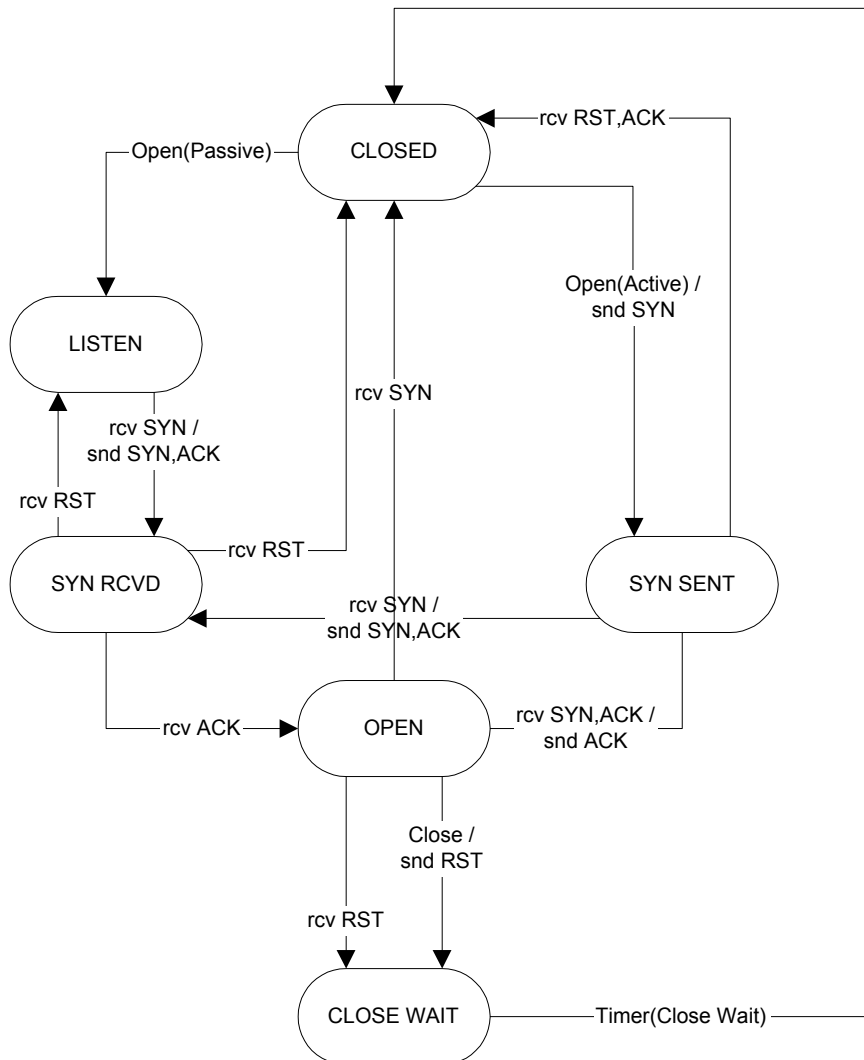 rcv RST,ACK
Open(Passive)
CLOSED
Open(Active) /
snd SYN
LISTEN
rcv SYN
rcv SYN /
snd SYN,ACK
rcv RST
rcv RST
SYN RCVD
SYN SENT
rcv SYN /
snd SYN,ACK
rcv ACK
OPEN
rcv SYN,ACK /
snd ACK
Close /
snd RST
rcv RST
CLOSE WAIT
Timer(Close Wait)